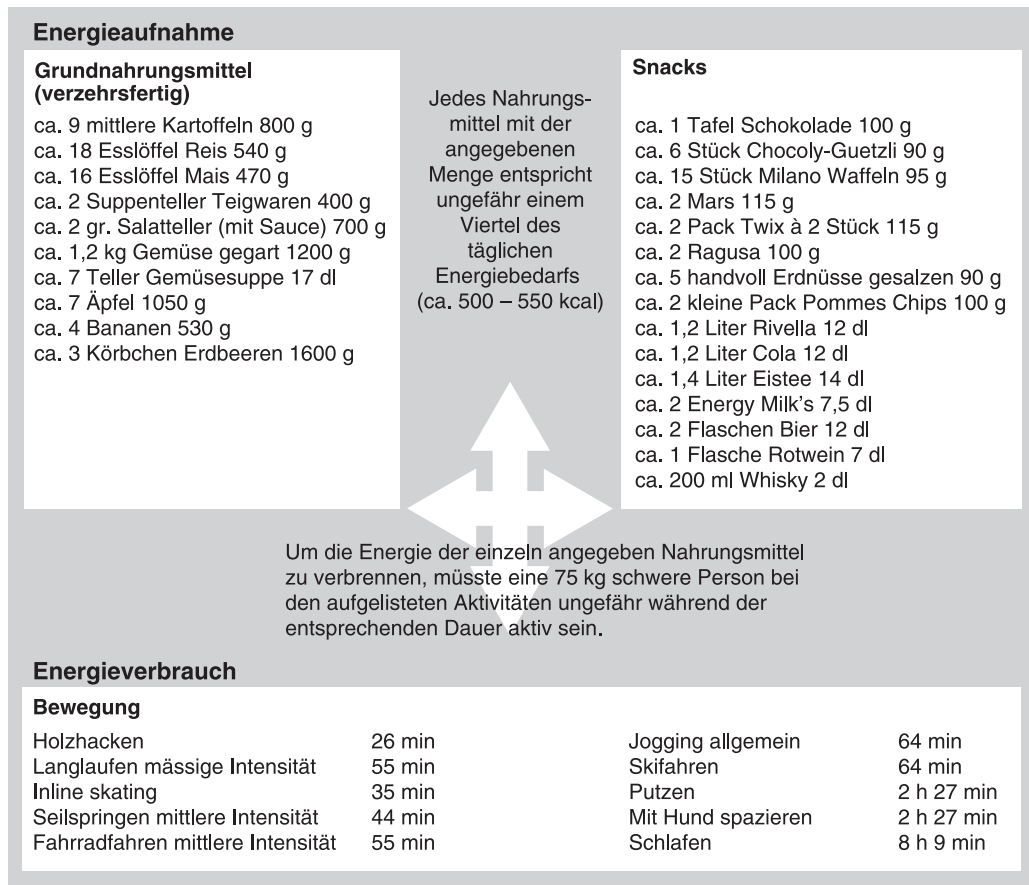 Energieaufnahme
Grundnahrungsmittel
(verzehrsfertig)
ca. 9 mittlere Kartoffeln 800 g
ca. 18 Esslöffel Reis 540 g
ca. 16 Esslöffel Mais 470 g
ca. 2 Suppenteller Teigwaren 400 g
ca. 2 gr. Salatteller (mit Sauce) 700 g
ca. 1,2 kg Gemüse gegart 1200 g
ca. 7 Teller Gemüsesuppe 17 dl
ca. 7 Äpfel 1050 g
ca. 4 Bananen 530 g
ca. 3 Körbchen Erdbeeren 1600 g
Jedes Nahrungs-
mittel mit der
angegebenen
Menge entspricht
ungefähr einem
Viertel des
täglichen
Energiebedarfs
(ca. 500 – 550 kcal)
Snacks
ca. 1 Tafel Schokolade 100 g
ca. 6 Stück Chocoly-Guetzli 90 g
ca. 15 Stück Milano Waffeln 95 g
ca. 2 Mars 115 g
ca. 2 Pack Twix à 2 Stück 115 g
ca. 2 Ragusa 100 g
ca. 5 handvoll Erdnüsse gesalzen 90 g
ca. 2 kleine Pack Pommes Chips 100 g
ca. 1,2 Liter Rivella 12 dl
ca. 1,2 Liter Cola 12 dl
ca. 1,4 Liter Eistee 14 dl
ca. 2 Energy Milk's 7,5 dl
ca. 2 Flaschen Bier 12 dl
ca. 1 Flasche Rotwein 7 dl
ca. 200 ml Whisky 2 dl
Um die Energie der einzeln angegeben Nahrungsmittel
zu verbrennen, müsste eine 75 kg schwere Person bei
den aufgelisteten Aktivitäten ungefähr während der
entsprechenden Dauer aktiv sein.
Energieverbrauch
Bewegung
Holzhacken 26 min
Langlaufen mässige Intensität 55 min
Inline skating 35 min
Seilspringen mittlere Intensität 44 min
Fahrradfahren mittlere Intensität 55 min
Jogging allgemein 64 min
Skifahren 64 min
Putzen 2 h 27 min
Mit Hund spazieren 2 h 27 min
Schlafen 8 h 9 min